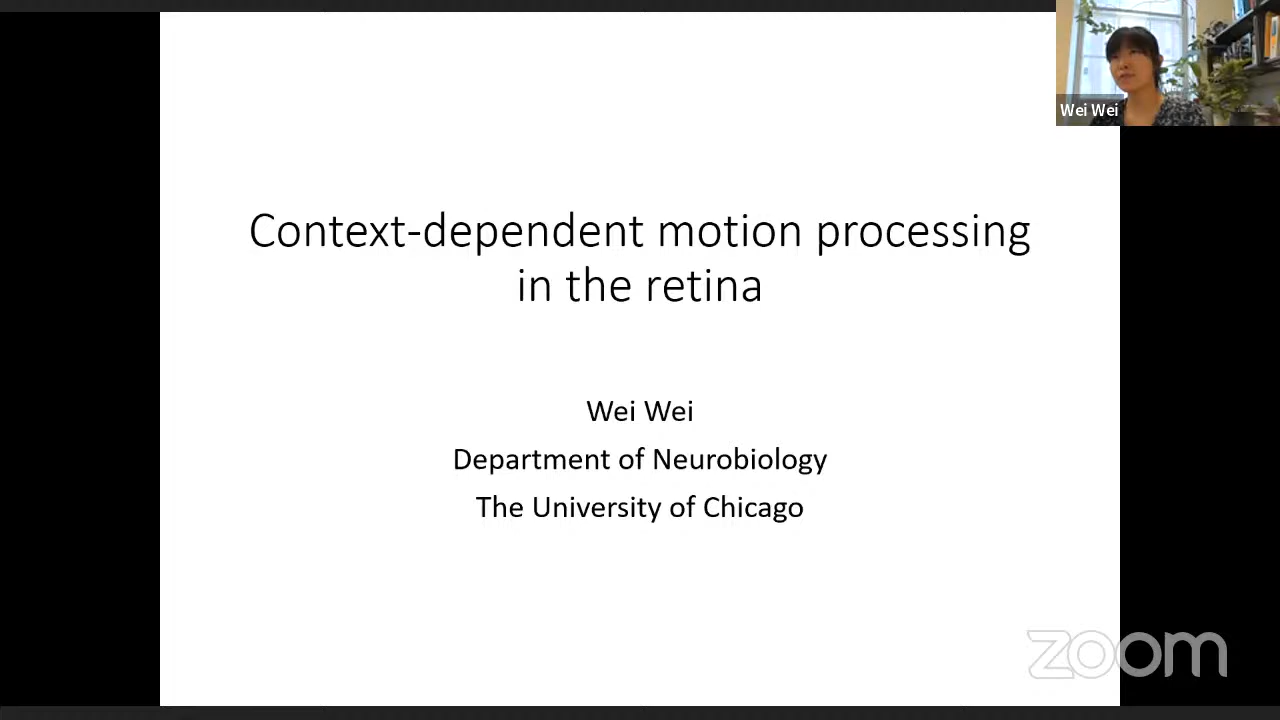 Wei Wei
Context-dependent motion processing
in the retina
Wei Wei
Department of Neurobiology
The University of Chicago
zoom